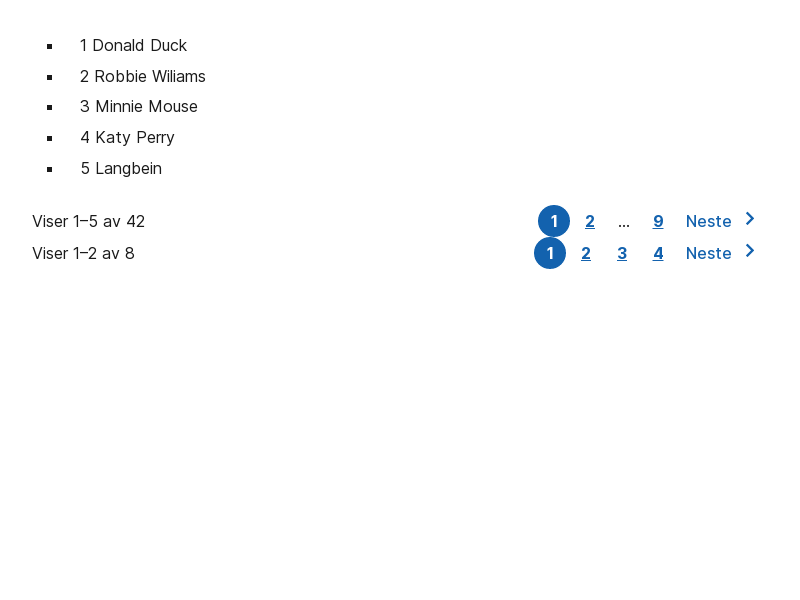 1 Donald Duck
2 Robbie Wiliams
3 Minnie Mouse
4 Katy Perry
5 Langbein
Viser 1–5 av 42 1 2 ... 9 Neste
Viser 1–2 av 8 1 2 3 4 Neste